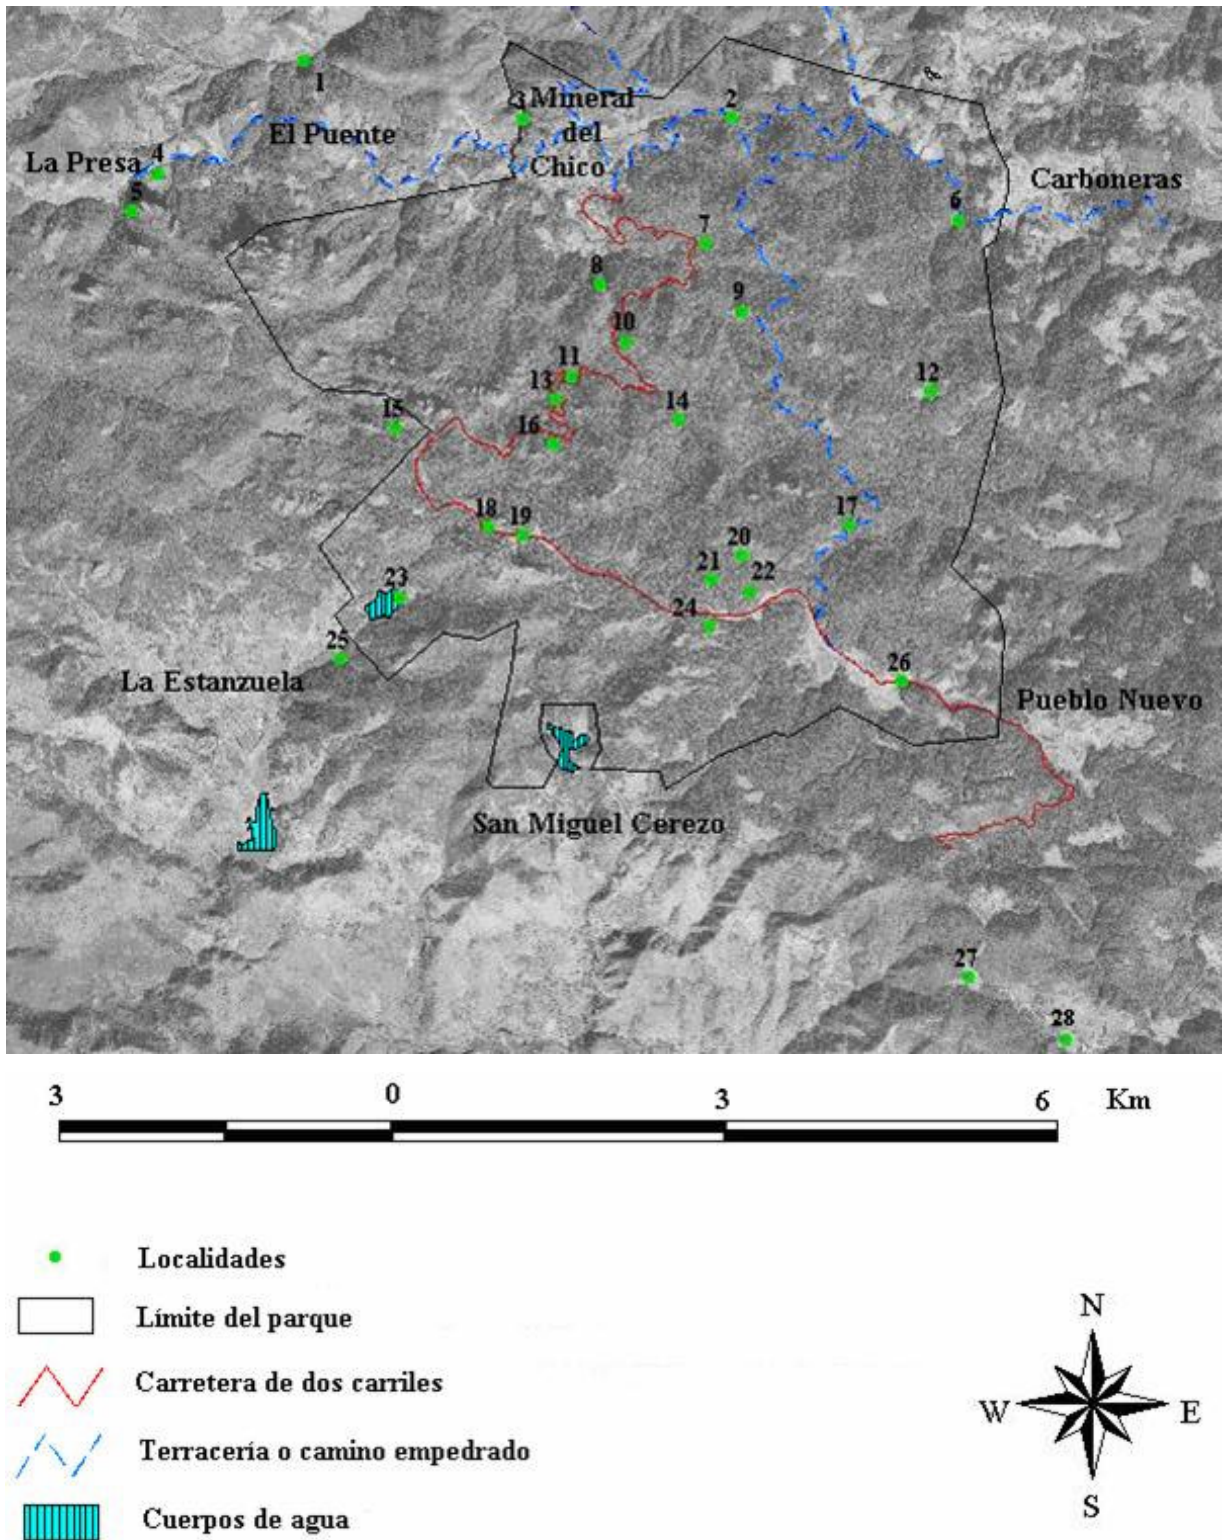 1
2
3
Mineral
del
Chico
El Puente
La Presa
4
5
Carboneras
6
7
8
9
10
11
12
13
14
15
16
17
18
19
20
21
22
23
24
25
La Estanzuela
26
Pueblo Nuevo
San Miguel Cerezo
27
28
3 0 3 6 Km
Localidades
Límite del parque
Carretera de dos carriles
Terracería o camino empedrado
Cuerpos de agua
N
W E
S